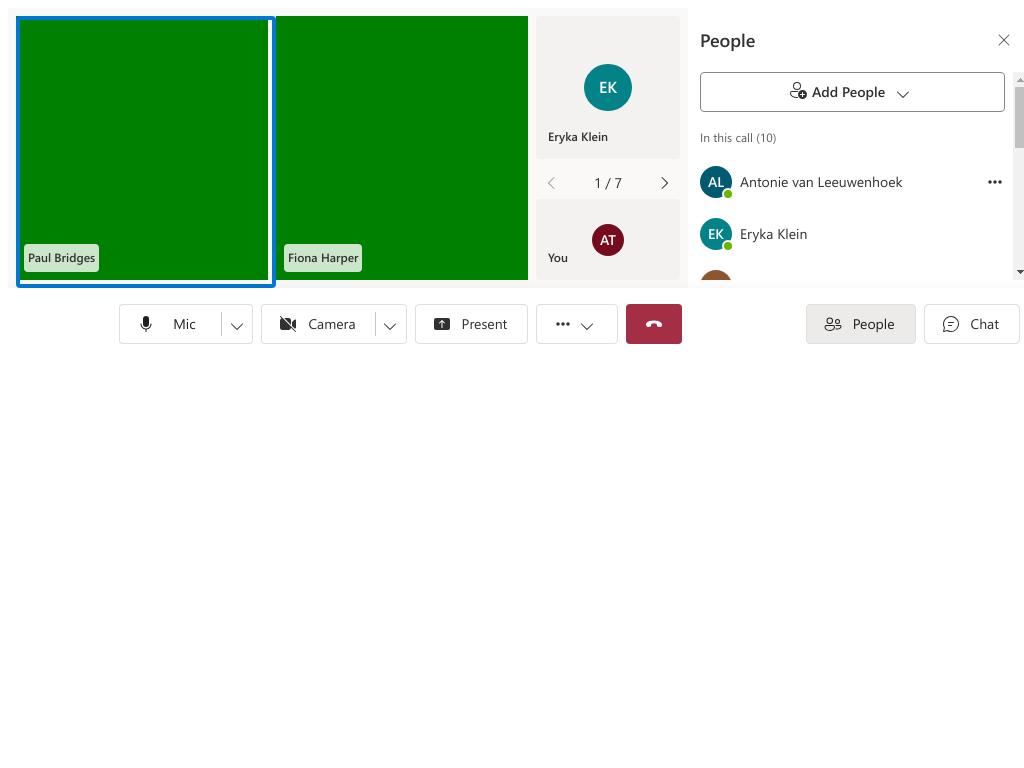 Paul Bridges
Fiona Harper
EK
Eryka Klein
1 / 7
AT
You
People
Add People
In this call (10)
AL Antonie van Leeuwenhoek
EK Eryka Klein
Mic
Camera
Present
People
Chat